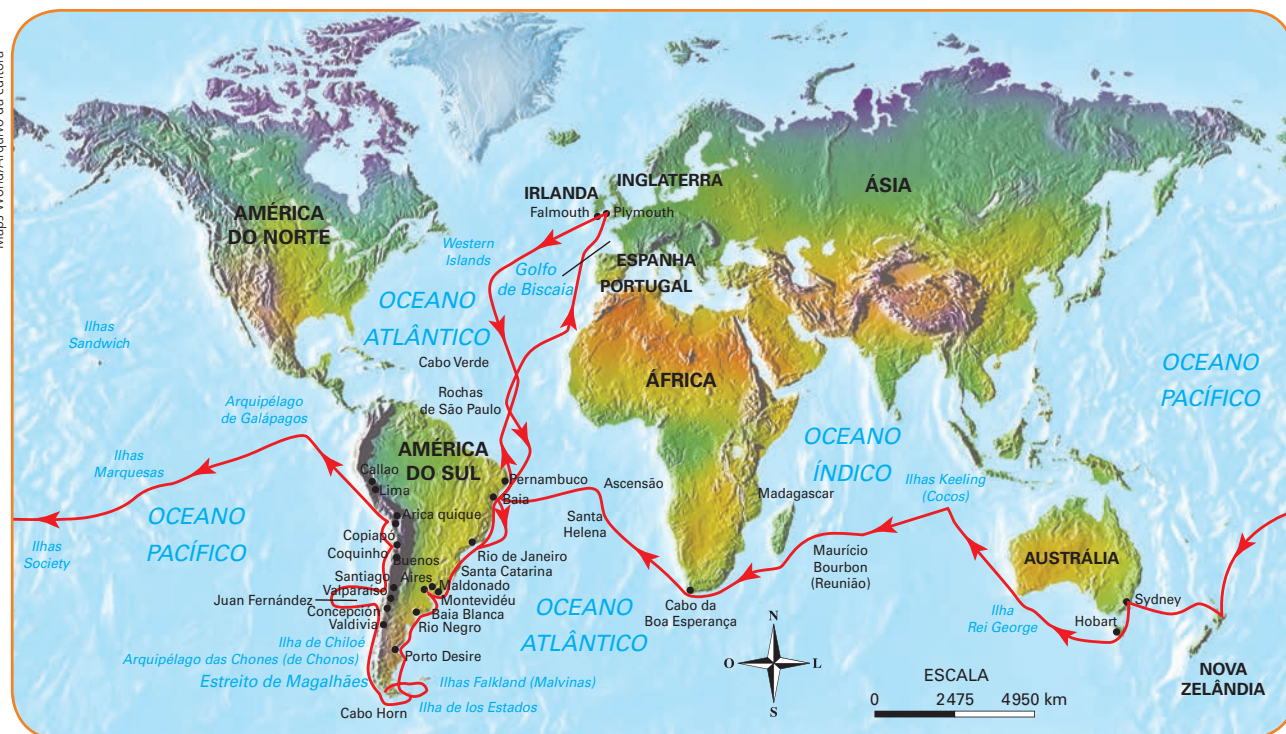 Maps World/Arquivo da editora
AMÉRICA
DO NORTE
IRLANDA
INGLATERRA
Falmouth
Plymouth
ÁSIA
Western
Islands
Golfo
de Biscaia
ESPANHA
PORTUGAL
OCEANO
ATLÂNTICO
Ilhas
Sandwich
Cabo Verde
ÁFRICA
OCEANO
PACÍFICO
Rochas
de São Paulo
Arquipélago
de Galápagos
Ilhas
Marquesas
AMÉRICA
DO SUL
OCEANO
ÍNDICO
Callao
Lima
Pernambuco
Baia
Ascensão
Madagascar
Ilhas Keeling
(Cocos)
OCEANO
PACÍFICO
Ilhas
Society
Arica quique
Copiapó
Coquinho
Santa
Helena
Rio de Janeiro
Santa Catarina
Buenos
Aires
Maldonado
Montevidéu
Baia Blanca
Rio Negro
Santiago
Valparaíso
Juan Fernández
Concepción
Valdivia
Maurício
Bourbon
(Reunião)
AUSTRÁLIA
Sydney
Hobart
Cabo da
Boa Esperança
OCEANO
ATLÂNTICO
Ilha
Rei George
Ilha de Chiloé
Arquipélago das Chones (de Chonos)
Porto Desire
Estreito de Magalhães
Ilhas Falkland (Malvinas)
Cabo Horn
Ilha de los Estados
N
O
L
S
ESCALA
0 2475 4950 km
NOVA
ZELÂNDIA